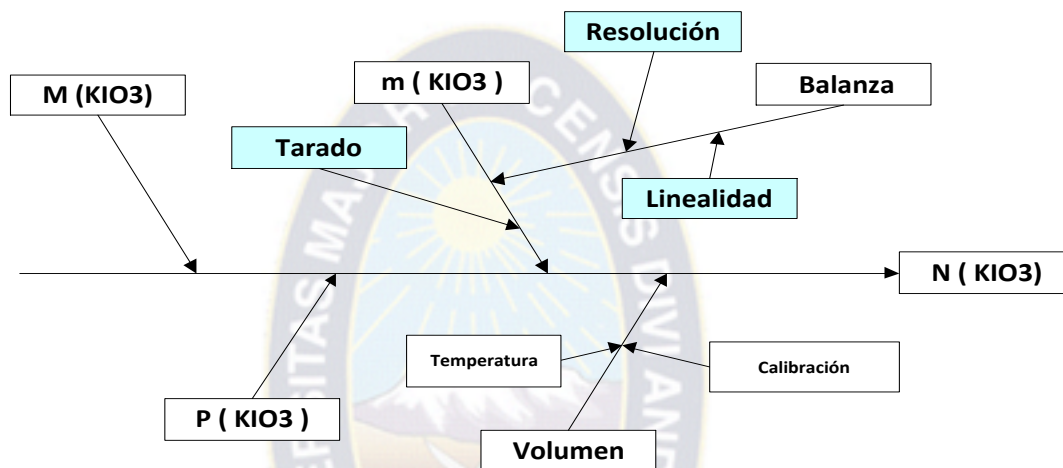 Resolución
m ( KIO3 )
Balanza
M (KIO3)
Tarado
Linealidad
N ( KIO3)
Temperatura
Calibración
P ( KIO3 )
Volumen